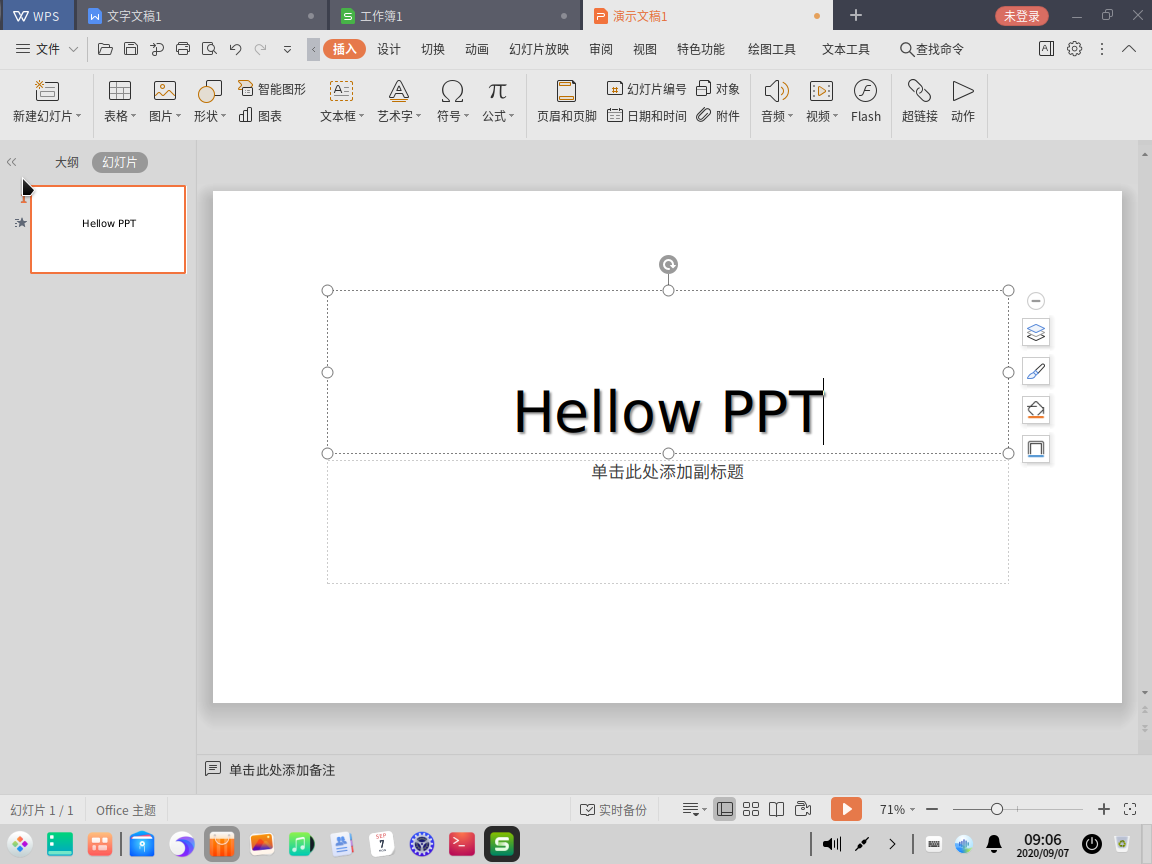 WPS 文字文稿1 工作簿1 演示文稿1 未登录
文件 插入 设计 切换 动画 幻灯片放映 审阅 视图 特色功能 绘图工具 文本工具 查找命令
智能图形 幻灯片编号 对象
新建幻灯片 表格 图片 形状 图表 文本框 艺术字 符号 公式 页眉和页脚 日期和时间 附件 音频 视频 Flash 超链接 动作
大纲 幻灯片
1
Hellow PPT
Hellow PPT
单击此处添加副标题
单击此处添加备注
幻灯片 1 / 1 Office 主题 实时备份 71%
SEP
7
09:06
2020/09/07